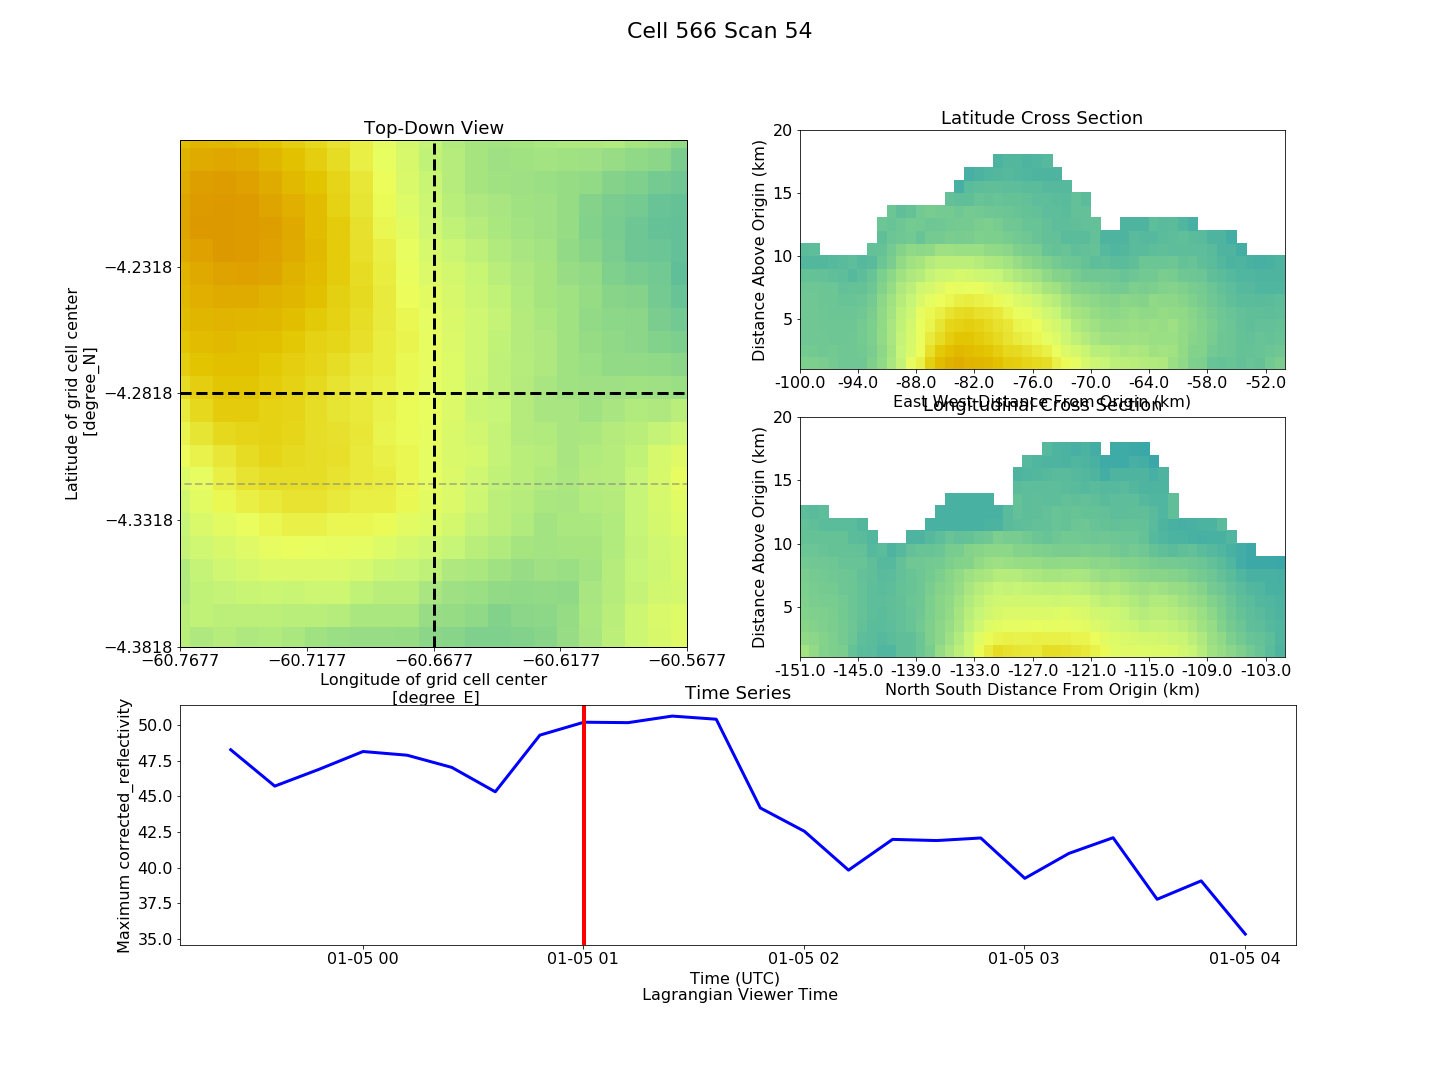 Cell 566 Scan 54
Top-Down View
−4.2318
−4.2818
−4.3318
−4.3818
Latitude of grid cell center
[degree_N]
−60.7677 −60.7177 −60.6677 −60.6177 −60.5677
Longitude of grid cell center
[degree_E]
Latitude Cross Section
20
15
10
5
Distance Above Origin (km)
-100.0 -94.0 -88.0 -82.0 -76.0 -70.0 -64.0 -58.0 -52.0
East West Distance From Origin (km)
Longitudinal Cross Section
20
15
10
5
Distance Above Origin (km)
-151.0 -145.0 -139.0 -133.0 -127.0 -121.0 -115.0 -109.0 -103.0
North South Distance From Origin (km)
Time Series
50.0
47.5
45.0
42.5
40.0
37.5
35.0
Maximum corrected_reflectivity
01-05 00 01-05 01 01-05 02 01-05 03 01-05 04
Time (UTC)
Lagrangian Viewer Time